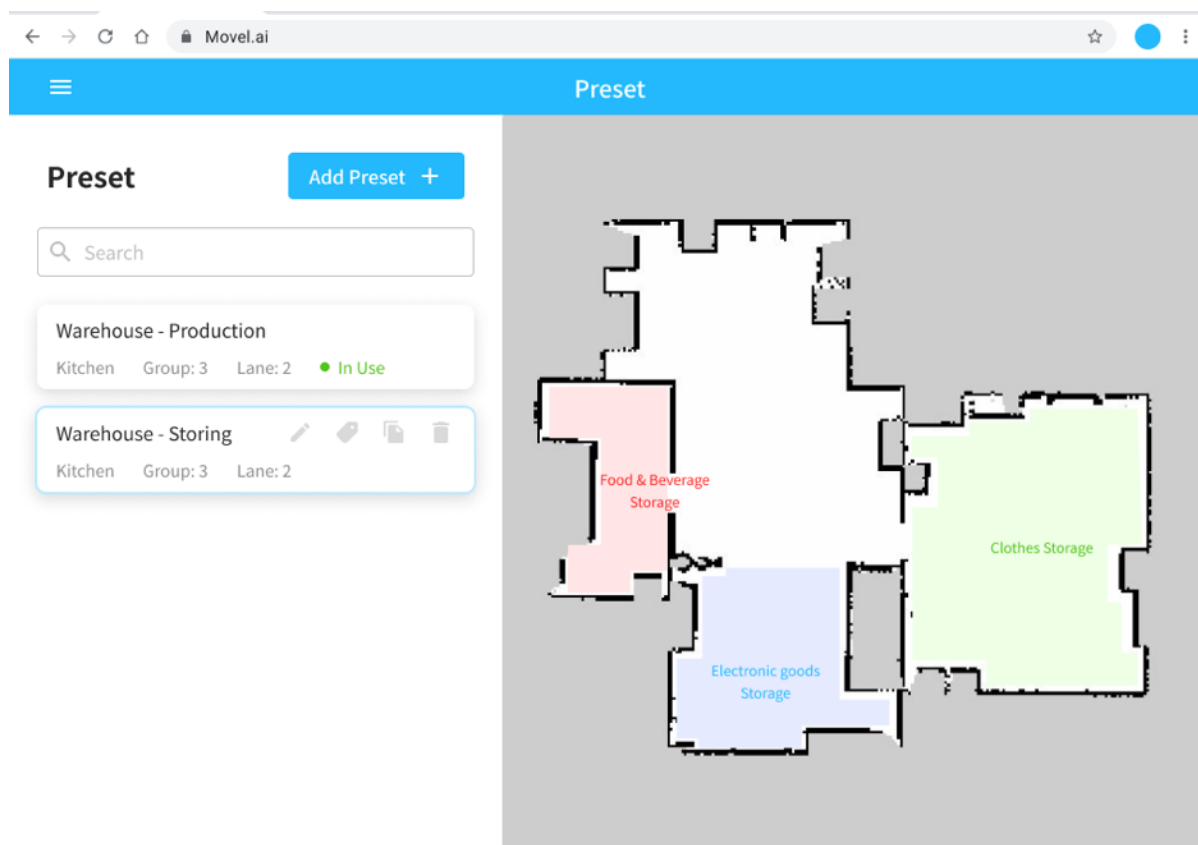 Movel.ai
Preset
Preset
Add Preset +
Search
Warehouse - Production
Kitchen Group: 3 Lane: 2 In Use
Warehouse - Storing
Kitchen Group: 3 Lane: 2
Food & Beverage
Storage
Clothes Storage
Electronic goods
Storage